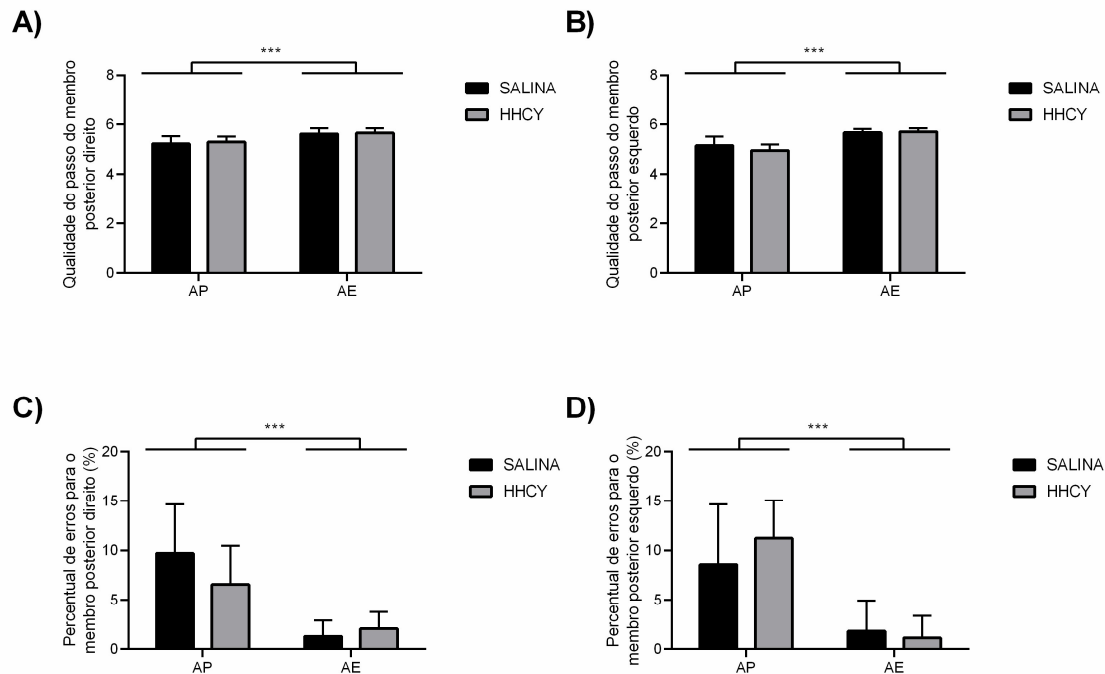 A)
***
Qualidade do passo do membro
posterior direito
8
6
4
2
0
AP
AE
SALINA
HHCY
B)
***
Qualidade do passo do membro
posterior esquerdo
8
6
4
2
0
AP
AE
SALINA
HHCY
C)
***
Percentual de erros para o
membro posterior direito (%)
20
15
10
5
0
AP
AE
SALINA
HHCY
D)
***
Percentual de erros para o
membro posterior esquerdo (%)
20
15
10
5
0
AP
AE
SALINA
HHCY